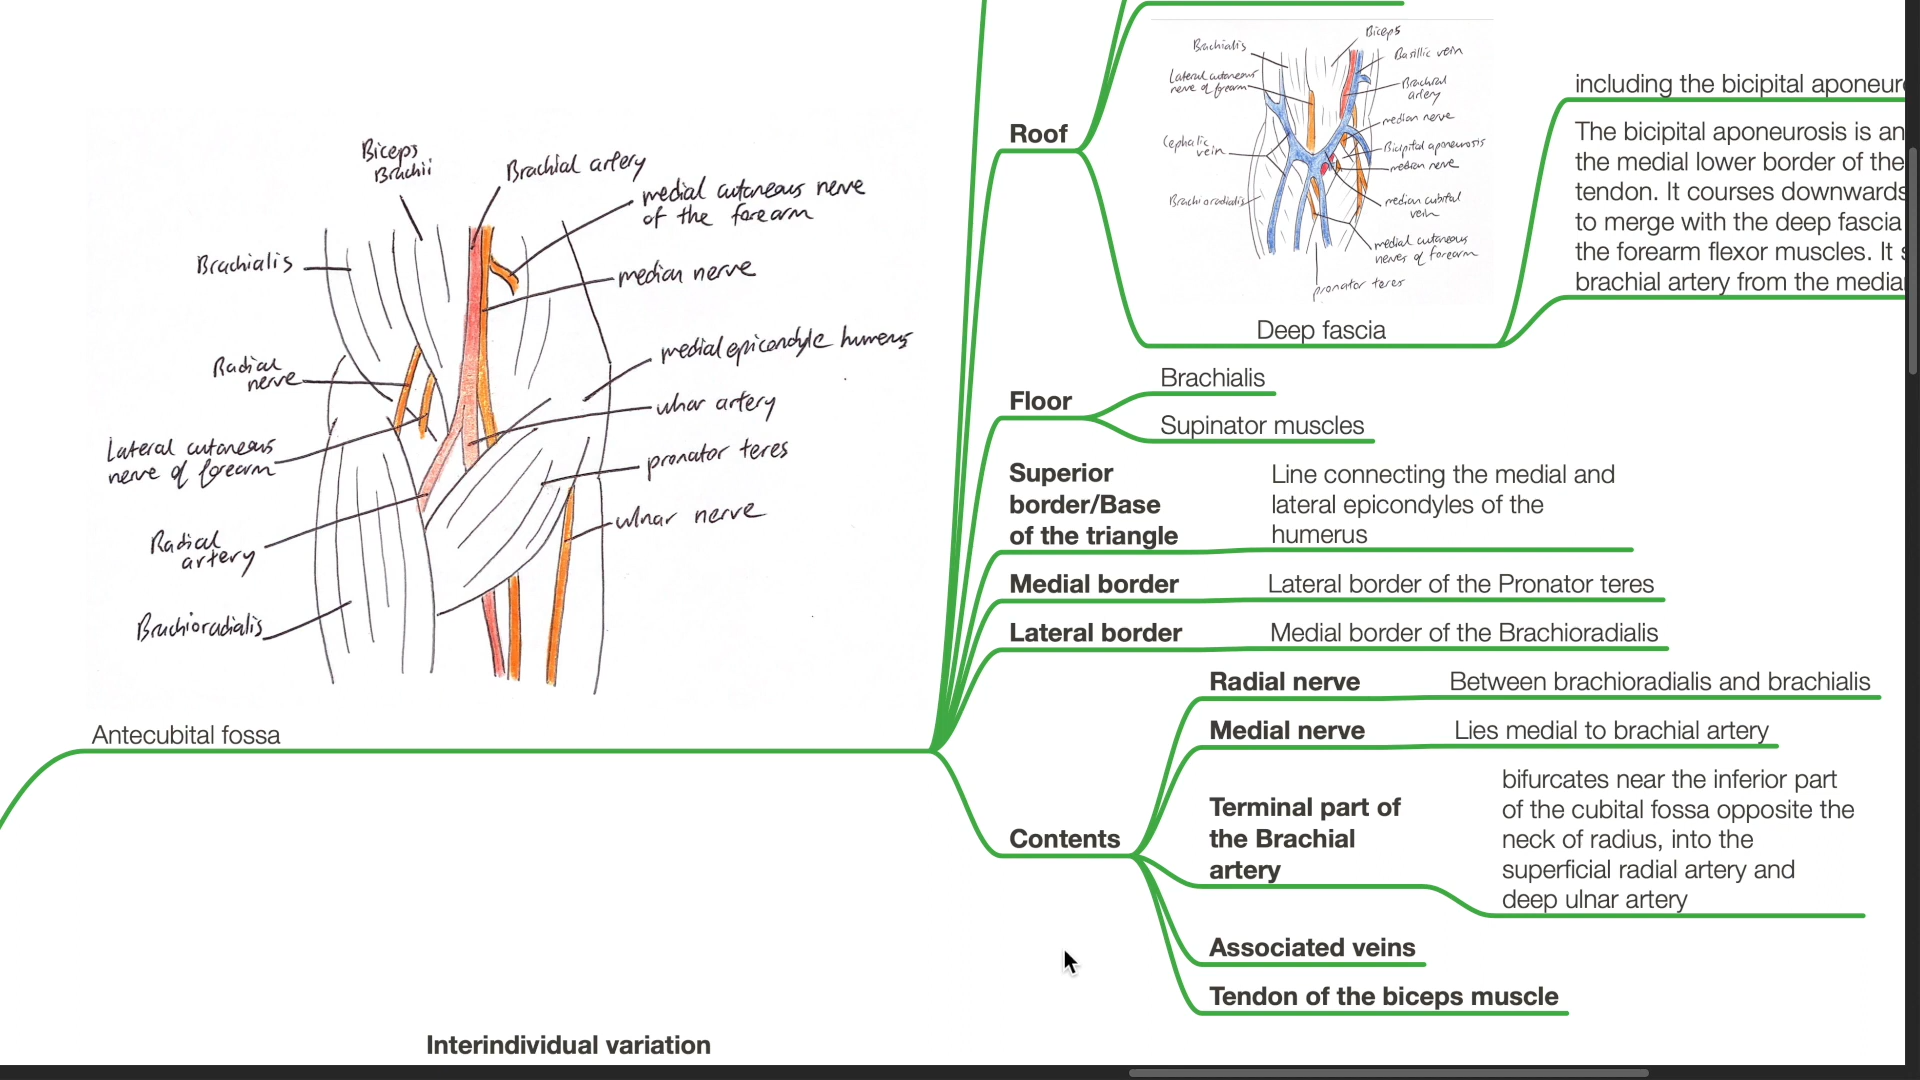 Biceps
Brachii
Brachial artery
medial cutaneous nerve
of the forearm
Brachialis
median nerve
Radial
nerve
medial epicondyle humerus
ulnar artery
Lateral cutaneous
nerve of forearm
pronator teres
ulnar nerve
Radial
artery
Brachioradialis
Antecubital fossa
Roof
Biceps
Brachialis
Basillic vein
Lateral cutaneous
nerve of forearm
Brachial
artery
median nerve
Cephalic
vein
Bicipital aponeurosis
median nerve
Brachioradialis
median cubital
vein
medial cutaneous
nerves of forearm
pronator teres
Deep fascia
including the bicipital aponeur
The bicipital aponeurosis is an
the medial lower border of the
tendon. It courses downwards
to merge with the deep fascia
the forearm flexor muscles. It s
brachial artery from the media
Floor
Brachialis
Supinator muscles
Superior
border/Base
of the triangle
Line connecting the medial and
lateral epicondyles of the
humerus
Medial border
Lateral border of the Pronator teres
Lateral border
Medial border of the Brachioradialis
Contents
Radial nerve
Between brachioradialis and brachialis
Medial nerve
Lies medial to brachial artery
Terminal part of
the Brachial
artery
bifurcates near the inferior part
of the cubital fossa opposite the
neck of radius, into the
superficial radial artery and
deep ulnar artery
Associated veins
Tendon of the biceps muscle
Interindividual variation